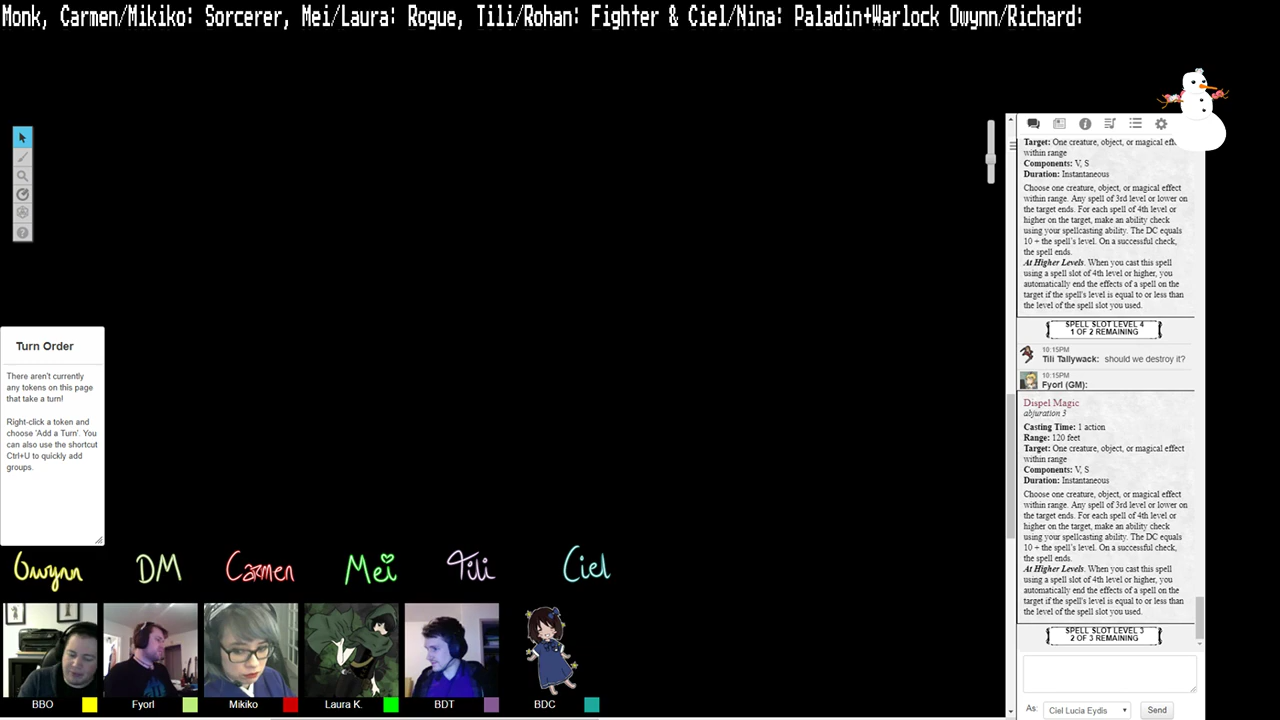 Monk, Carmen/Mikiko: Sorcerer, Mei/Laura: Rogue, Tili/Rohan: Fighter & Ciel/Nina: Paladin+Warlock Owynn/Richard:
Turn Order
There aren't currently
any tokens on this page
that take a turn!
Right-click a token and
choose 'Add a Turn'. You
can also use the shortcut
Ctrl+U to quickly add
groups.
Owynn
DM
Carmen
Mei
Tili
Ciel
BBO
Fyorl
Mikiko
Laura K.
BDT
BDC
Target: One creature, object, or magical
within range
Components: V, S
Duration: Instantaneous
Choose one creature, object, or magical effect
within range. Any spell of 3rd level or lower on
the target ends. For each spell of 4th level or
higher on the target, make an ability check
using your spellcasting ability. The DC equals
10 + the spell's level. On a successful check,
the spell ends.
At Higher Levels. When you cast this spell
using a spell slot of 4th level or higher, you
automatically end the effects of a spell on the
target if the spell's level is equal to or less than
the level of the spell slot you used.
SPELL SLOT LEVEL 4
1 OF 2 REMAINING
10:15PM
Tili Tallywack: should we destroy it?
10:15PM
Fyorl (GM):
Dispel Magic
abjuration 3
Casting Time: 1 action
Range: 120 feet
Target: One creature, object, or magical effect
within range
Components: V, S
Duration: Instantaneous
Choose one creature, object, or magical effect
within range. Any spell of 3rd level or lower on
the target ends. For each spell of 4th level or
higher on the target, make an ability check
using your spellcasting ability. The DC equals
10 + the spell's level. On a successful check,
the spell ends.
At Higher Levels. When you cast this spell
using a spell slot of 4th level or higher, you
automatically end the effects of a spell on the
target if the spell's level is equal to or less than
the level of the spell slot you used.
SPELL SLOT LEVEL 3
2 OF 3 REMAINING
As: Ciel Lucia Eydis
Send